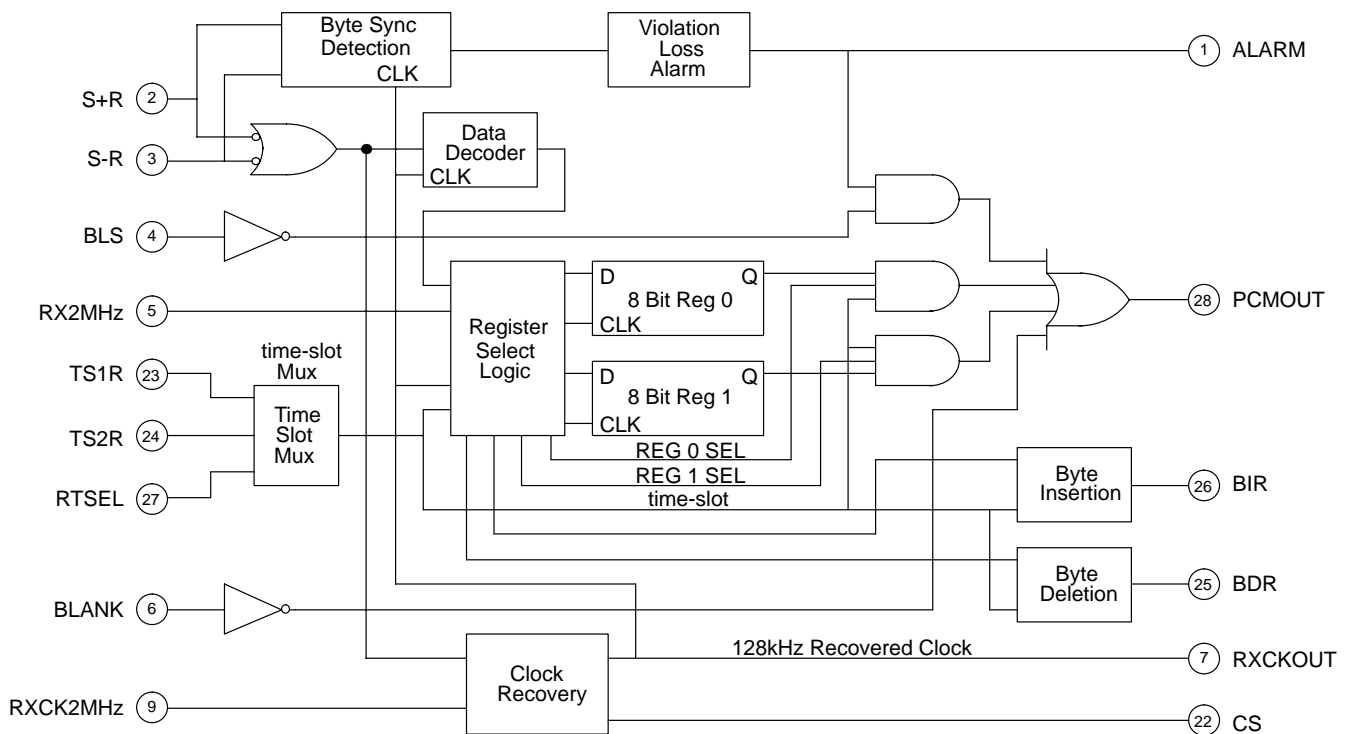 Byte Sync
Detection
CLK
Violation
Loss
Alarm
1 ALARM
S+R 2
S-R 3
Data
Decoder
CLK
BLS 4
RX2MHz 5
Register
Select
Logic
D Q
8 Bit Reg 0
CLK
D Q
8 Bit Reg 1
CLK
28 PCMOUT
time-slot
Mux
TS1R 23
TS2R 24
RTSEL 27
Time
Slot
Mux
REG 0 SEL
REG 1 SEL
time-slot
Byte
Insertion
26 BIR
Byte
Deletion
25 BDR
BLANK 6
128kHz Recovered Clock
7 RXCKOUT
Clock
Recovery
RXCK2MHz 9
22 CS